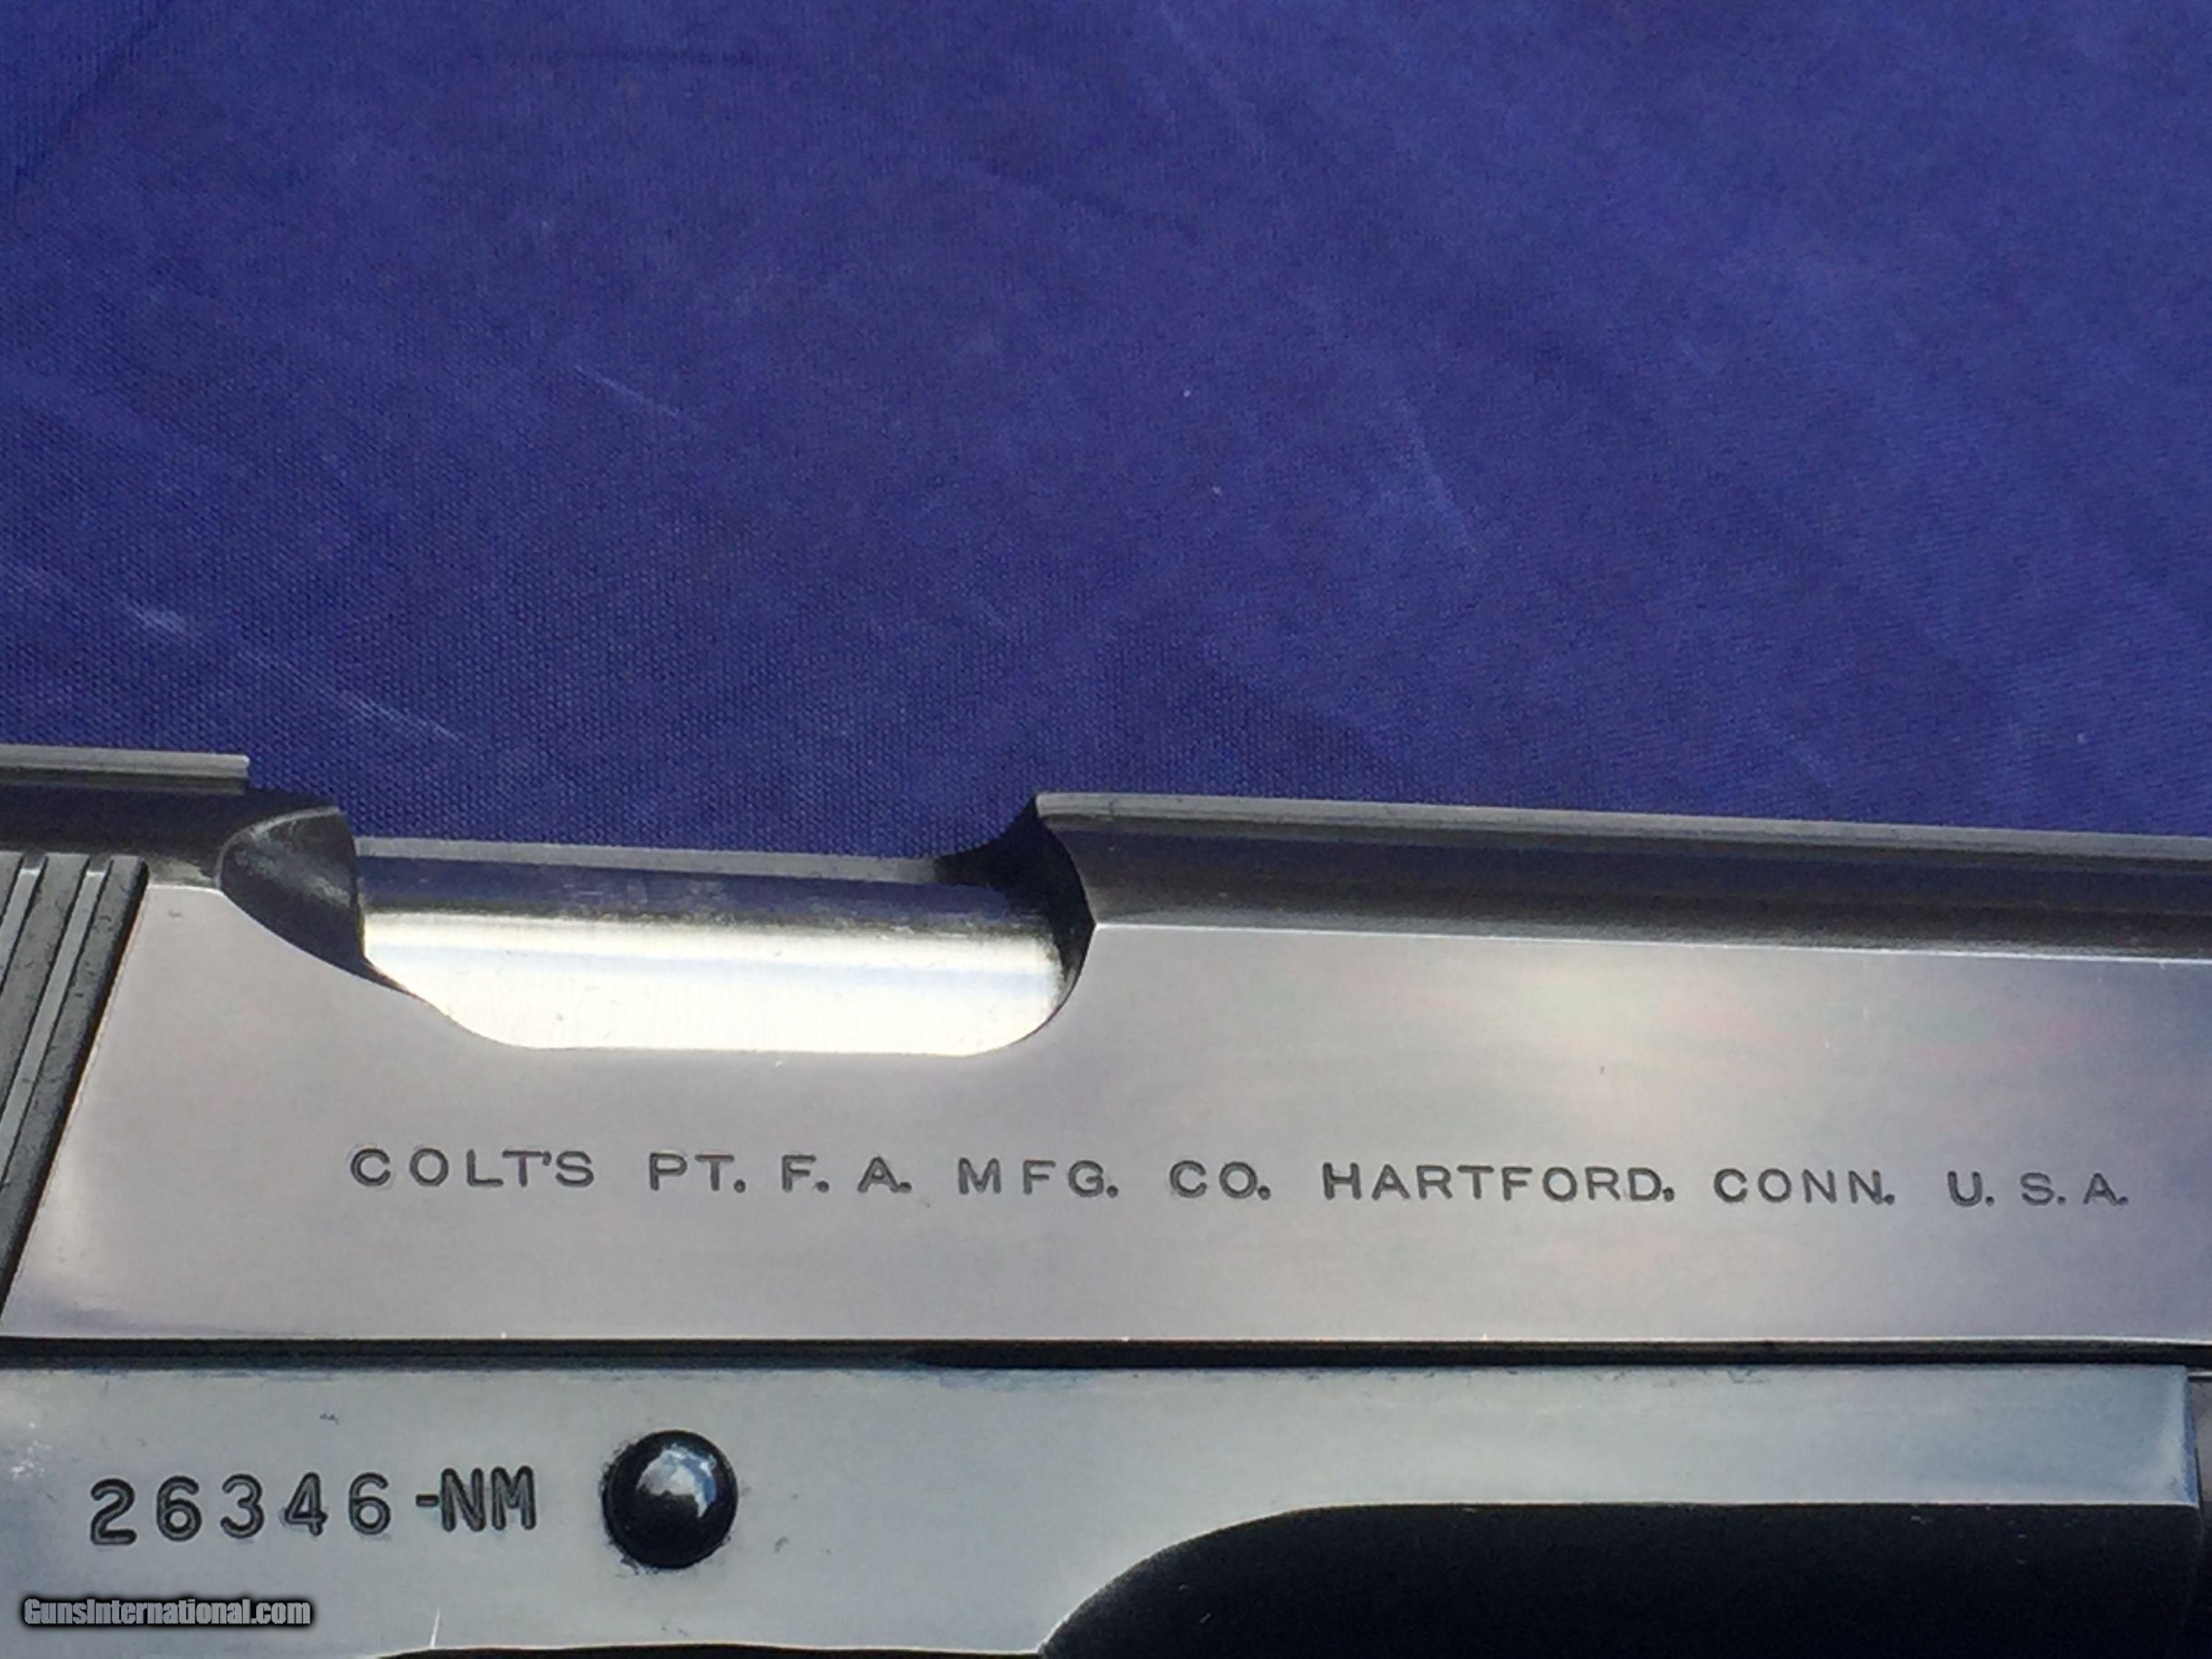 COLT'S PT. F. A. MFG. CO. HARTFORD. CONN. U. S. A.
26346-NM
GunsInternational.com